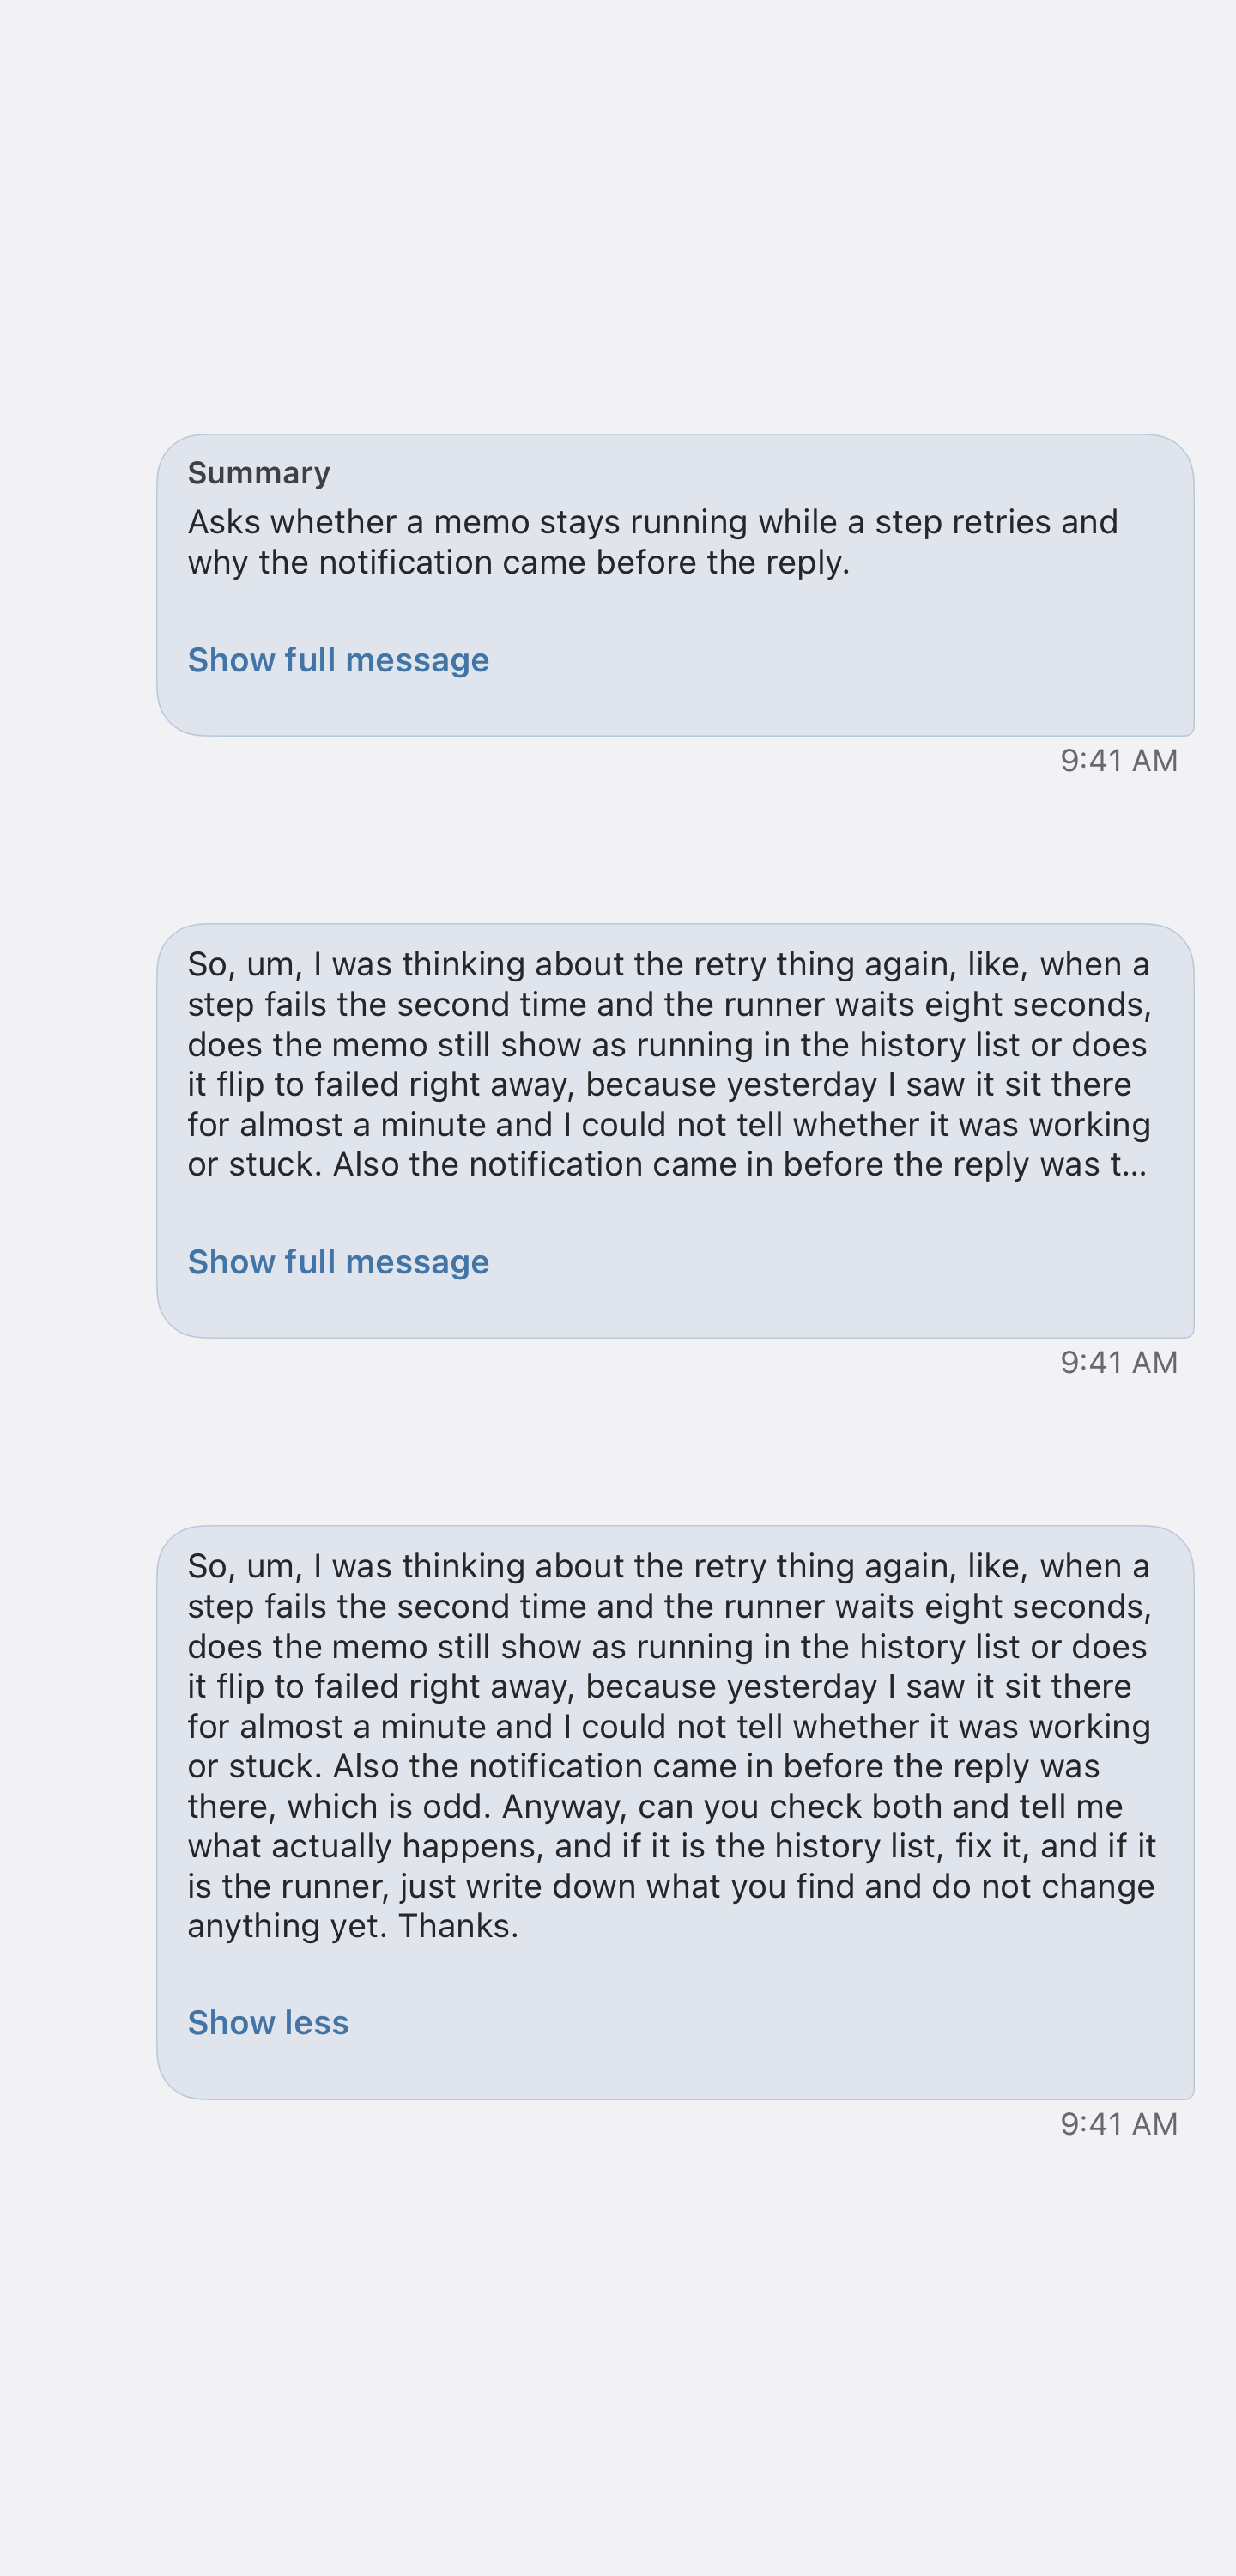 Summary
Asks whether a memo stays running while a step retries and
why the notification came before the reply.
Show full message
9:41 AM
So, um, I was thinking about the retry thing again, like, when a
step fails the second time and the runner waits eight seconds,
does the memo still show as running in the history list or does
it flip to failed right away, because yesterday I saw it sit there
for almost a minute and I could not tell whether it was working
or stuck. Also the notification came in before the reply was t...
Show full message
9:41 AM
So, um, I was thinking about the retry thing again, like, when a
step fails the second time and the runner waits eight seconds,
does the memo still show as running in the history list or does
it flip to failed right away, because yesterday I saw it sit there
for almost a minute and I could not tell whether it was working
or stuck. Also the notification came in before the reply was
there, which is odd. Anyway, can you check both and tell me
what actually happens, and if it is the history list, fix it, and if it
is the runner, just write down what you find and do not change
anything yet. Thanks.
Show less
9:41 AM